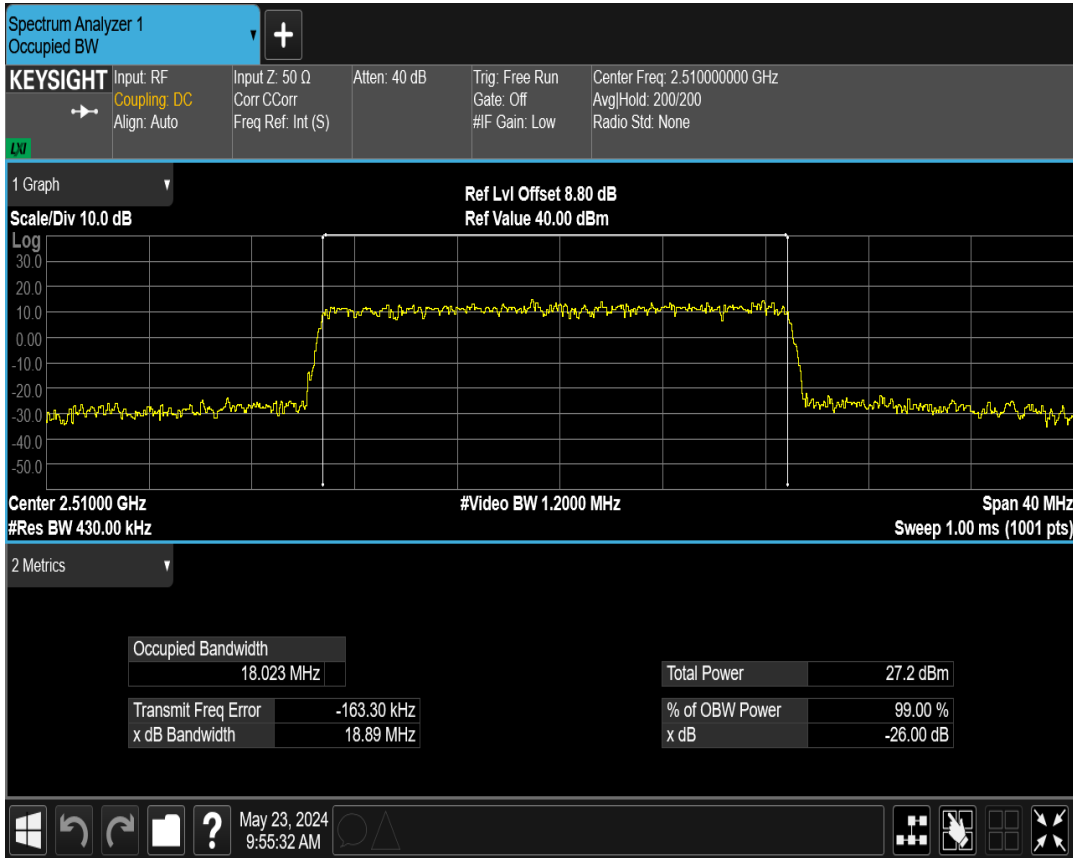 Spectrum Analyzer 1
Occupied BW
KEYSIGHT
LXI
Input: RF
Coupling: DC
Align: Auto
Input Z: 50 Ω
Corr CCorr
Freq Ref: Int (S)
Atten: 40 dB
Trig: Free Run
Gate: Off
#IF Gain: Low
Center Freq: 2.510000000 GHz
Avg|Hold: 200/200
Radio Std: None
1 Graph
Scale/Div 10.0 dB
Ref Lvl Offset 8.80 dB
Ref Value 40.00 dBm
Log
30.0
20.0
10.0
0.00
-10.0
-20.0
-30.0
-40.0
-50.0
Center 2.51000 GHz
#Video BW 1.2000 MHz
Span 40 MHz
#Res BW 430.00 kHz
Sweep 1.00 ms (1001 pts)
2 Metrics
Occupied Bandwidth
18.023 MHz
Transmit Freq Error -163.30 kHz
x dB Bandwidth 18.89 MHz
Total Power 27.2 dBm
% of OBW Power 99.00 %
x dB -26.00 dB
?
May 23, 2024
9:55:32 AM